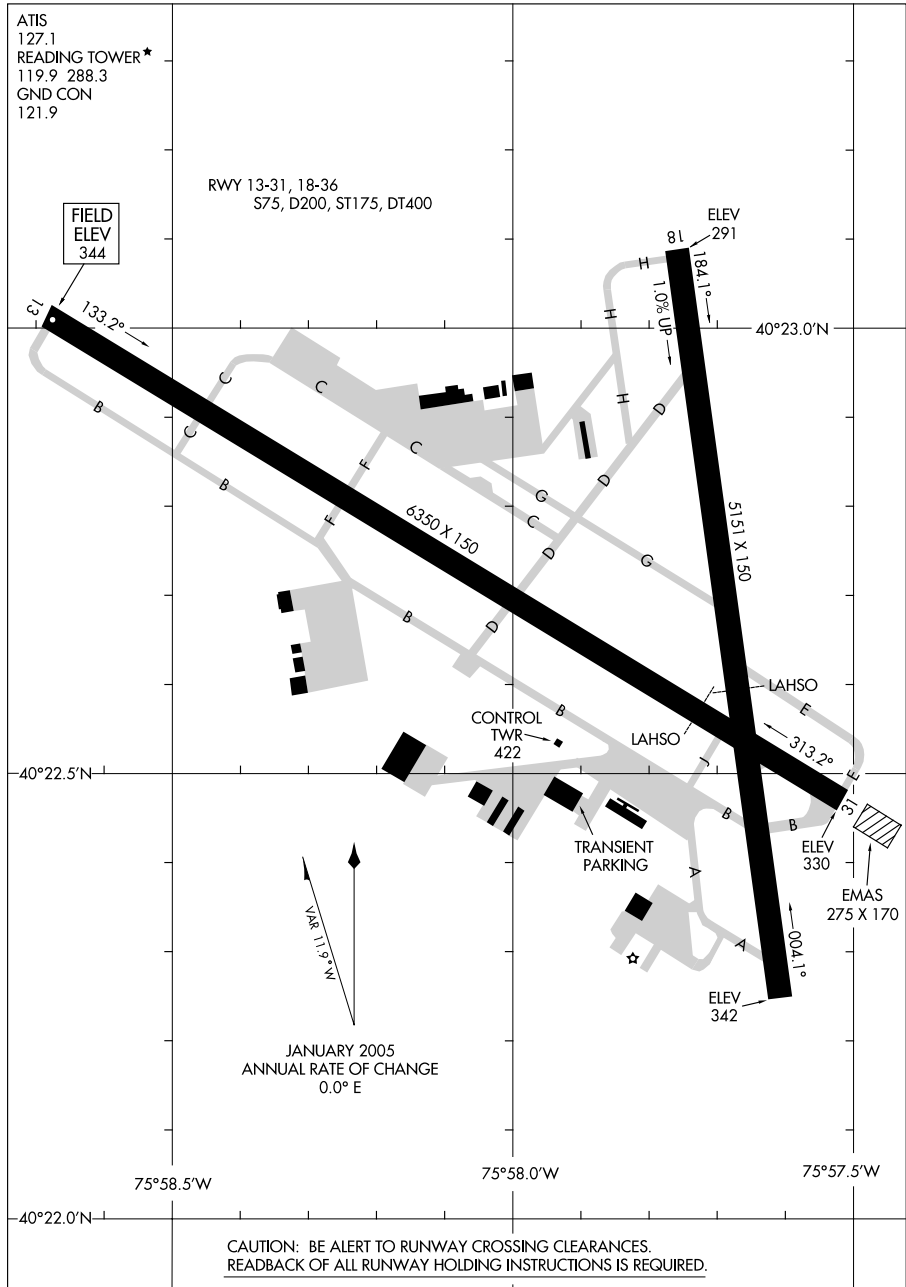 ATIS
127.1
READING TOWER★
119.9 288.3
GND CON
121.9
RWY 13-31, 18-36
S75, D200, ST175, DT400
FIELD
ELEV
344
ELEV
291
18
184.1°
1.0% UP
H
H
H
13
133.2°
40°23.0'N
C
C
C
C
C
B
B
B
B
B
B
F
F
D
D
D
D
G
G
6350 X 150
5151 X 150
LAHSO
LAHSO
E
E
CONTROL
TWR
422
J
313.2°
31
40°22.5'N
TRANSIENT
PARKING
ELEV
330
EMAS
275 X 170
A
A
004.1°
ELEV
342
VAR 11.9° W
JANUARY 2005
ANNUAL RATE OF CHANGE
0.0° E
75°58.5'W
75°58.0'W
75°57.5'W
40°22.0'N
CAUTION: BE ALERT TO RUNWAY CROSSING CLEARANCES.
READBACK OF ALL RUNWAY HOLDING INSTRUCTIONS IS REQUIRED.